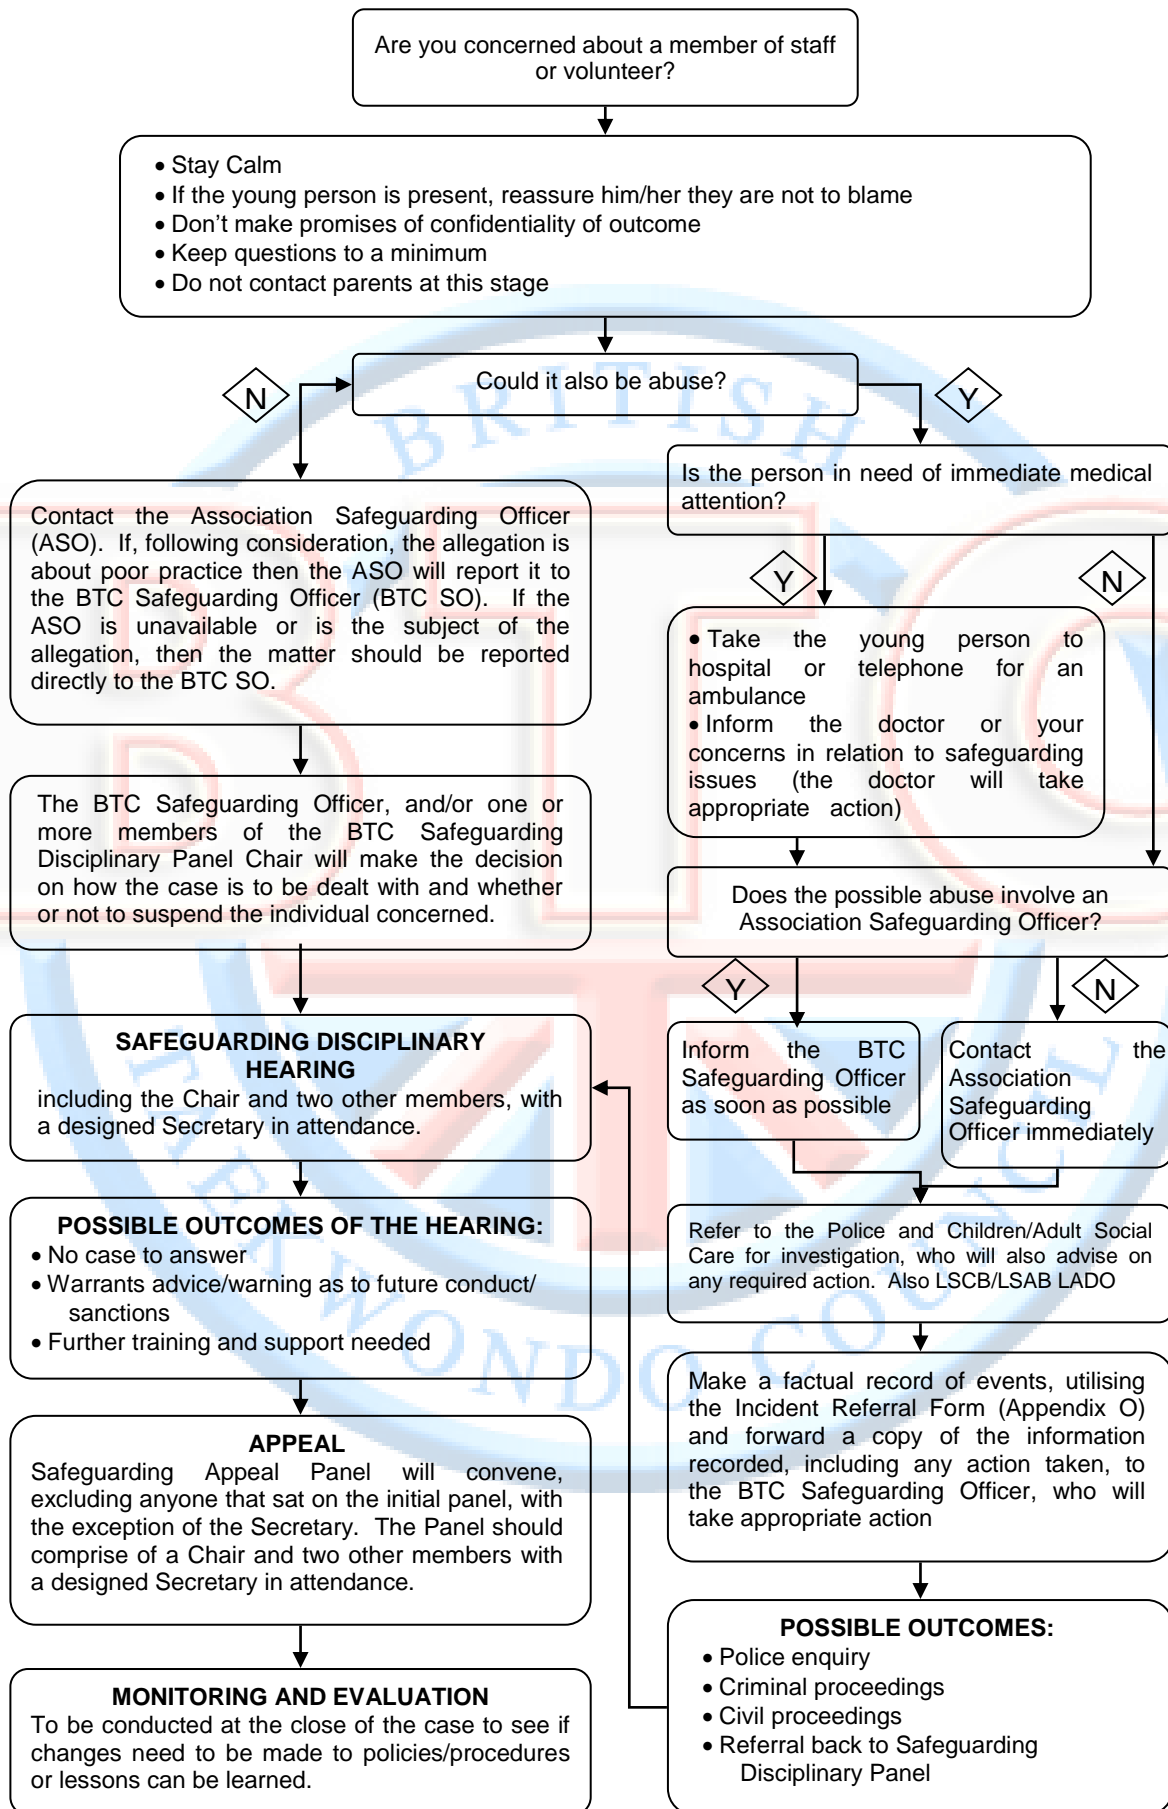 Are you concerned about a member of staff
or volunteer?
• Stay Calm
• If the young person is present, reassure him/her they are not to blame
• Don't make promises of confidentiality of outcome
• Keep questions to a minimum
• Do not contact parents at this stage
Could it also be abuse?
N
Y
Contact the Association Safeguarding Officer
(ASO). If, following consideration, the allegation is
about poor practice then the ASO will report it to
the BTC Safeguarding Officer (BTC SO). If the
ASO is unavailable or is the subject of the
allegation, then the matter should be reported
directly to the BTC SO.
The BTC Safeguarding Officer, and/or one or
more members of the BTC Safeguarding
Disciplinary Panel Chair will make the decision
on how the case is to be dealt with and whether
or not to suspend the individual concerned.
SAFEGUARDING DISCIPLINARY
HEARING
including the Chair and two other members, with
a designed Secretary in attendance.
POSSIBLE OUTCOMES OF THE HEARING:
• No case to answer
• Warrants advice/warning as to future conduct/
sanctions
• Further training and support needed
APPEAL
Safeguarding Appeal Panel will convene,
excluding anyone that sat on the initial panel, with
the exception of the Secretary. The Panel should
comprise of a Chair and two other members with
a designed Secretary in attendance.
MONITORING AND EVALUATION
To be conducted at the close of the case to see if
changes need to be made to policies/procedures
or lessons can be learned.
Is the person in need of immediate medical
attention?
Y
N
• Take the young person to
hospital or telephone for an
ambulance
• Inform the doctor or your
concerns in relation to safeguarding
issues (the doctor will take
appropriate action)
Does the possible abuse involve an
Association Safeguarding Officer?
Y
N
Inform the BTC
Safeguarding Officer
as soon as possible
Contact the
Association
Safeguarding
Officer immediately
Refer to the Police and Children/Adult Social
Care for investigation, who will also advise on
any required action. Also LSCB/LSAB LADO
Make a factual record of events, utilising
the Incident Referral Form (Appendix O)
and forward a copy of the information
recorded, including any action taken, to
the BTC Safeguarding Officer, who will
take appropriate action
POSSIBLE OUTCOMES:
• Police enquiry
• Criminal proceedings
• Civil proceedings
• Referral back to Safeguarding
Disciplinary Panel
BRITISH
BTC
TAEKWONDO COUNCIL